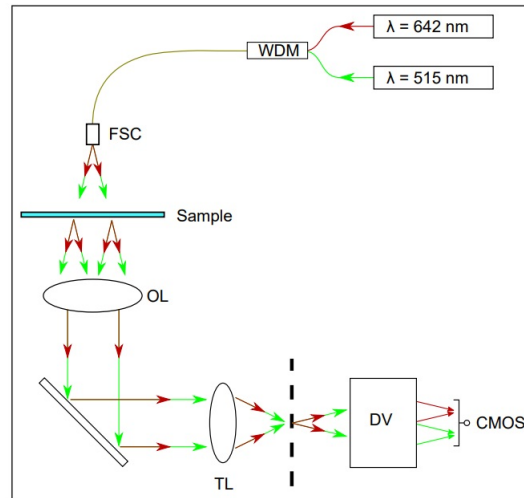 λ = 642 nm
WDM
λ = 515 nm
FSC
Sample
OL
DV
CMOS
TL